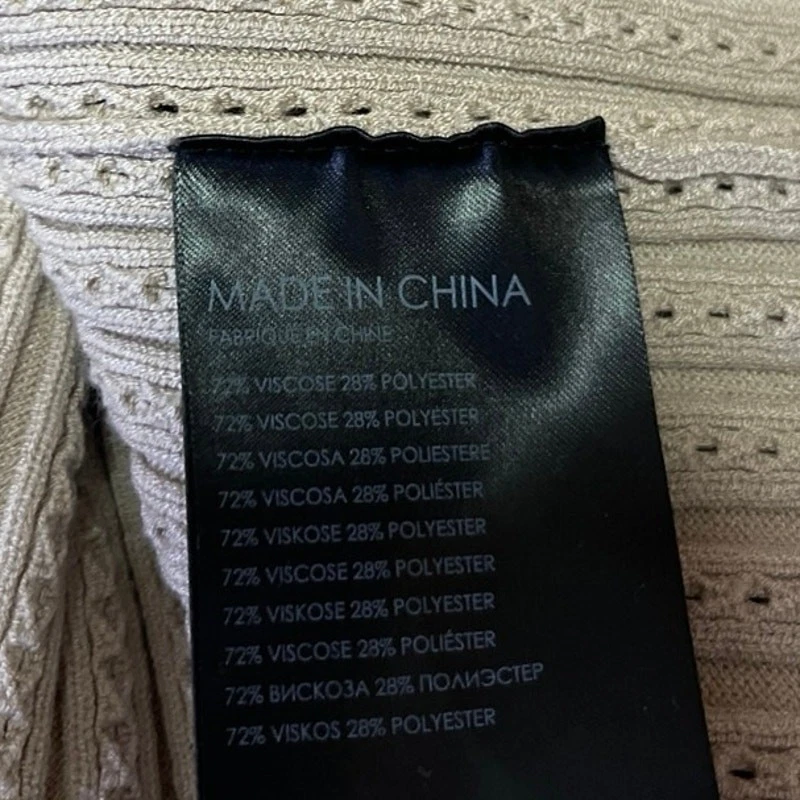 MADE IN CHINA
FABRIQUE EN CHINE
72% VISCOSE 28% POLYESTER
72% VISCOSE 28% POLYESTER
72% VISCOSA 28% POLIESTERE
72% VISCOSA 28% POLIÉSTER
72% VISKOSE 28% POLYESTER
72% VISCOSE 28% POLYESTER
72% VISKOSE 28% POLYESTER
72% VISCOSE 28% POLIÉSTER
72% ВИСКОЗА 28% ПОЛИЭСТЕР
72% VISKOS 28% POLYESTER